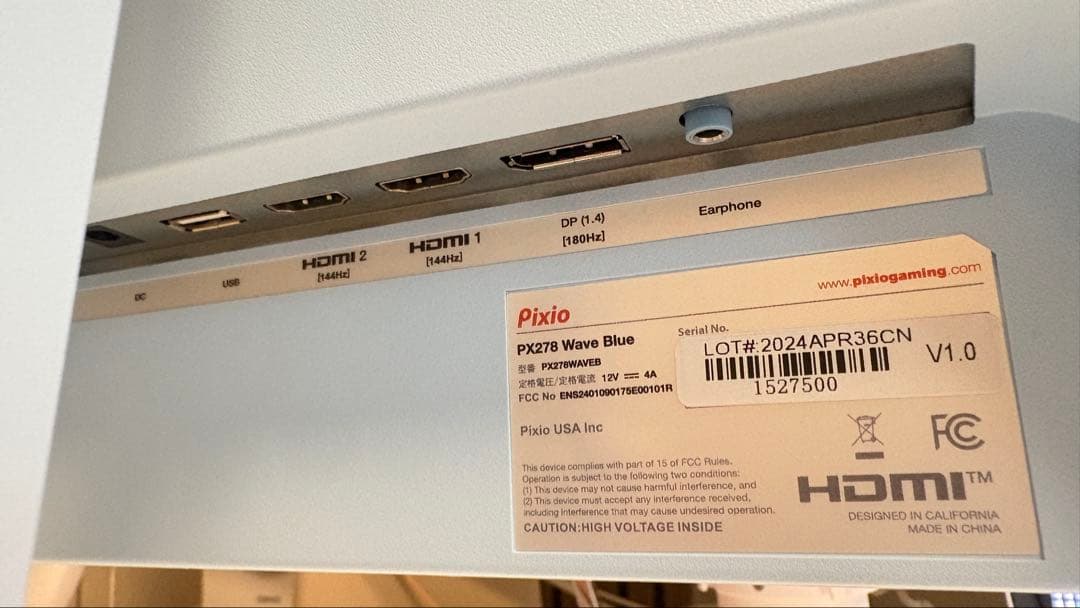 DC
USB
HDMI 2
[144Hz]
HDMI 1
[144Hz]
DP (1.4)
[180Hz]
Earphone
Pixio
www.pixiogaming.com
PX278 Wave Blue
型番 PX278WAVEB
定格電圧/定格電流 12V ⎓ 4A
FCC No ENS2401090175E00101R
Serial No.
LOT#:2024APR36CN
1527500
V1.0
Pixio USA Inc
This device complies with part of 15 of FCC Rules.
Operation is subject to the following two conditions:
(1) This device may not cause harmful interference, and
(2) This device must accept any interference received,
including interference that may cause undesired operation.
CAUTION:HIGH VOLTAGE INSIDE
FC
HDMI™
DESIGNED IN CALIFORNIA
MADE IN CHINA